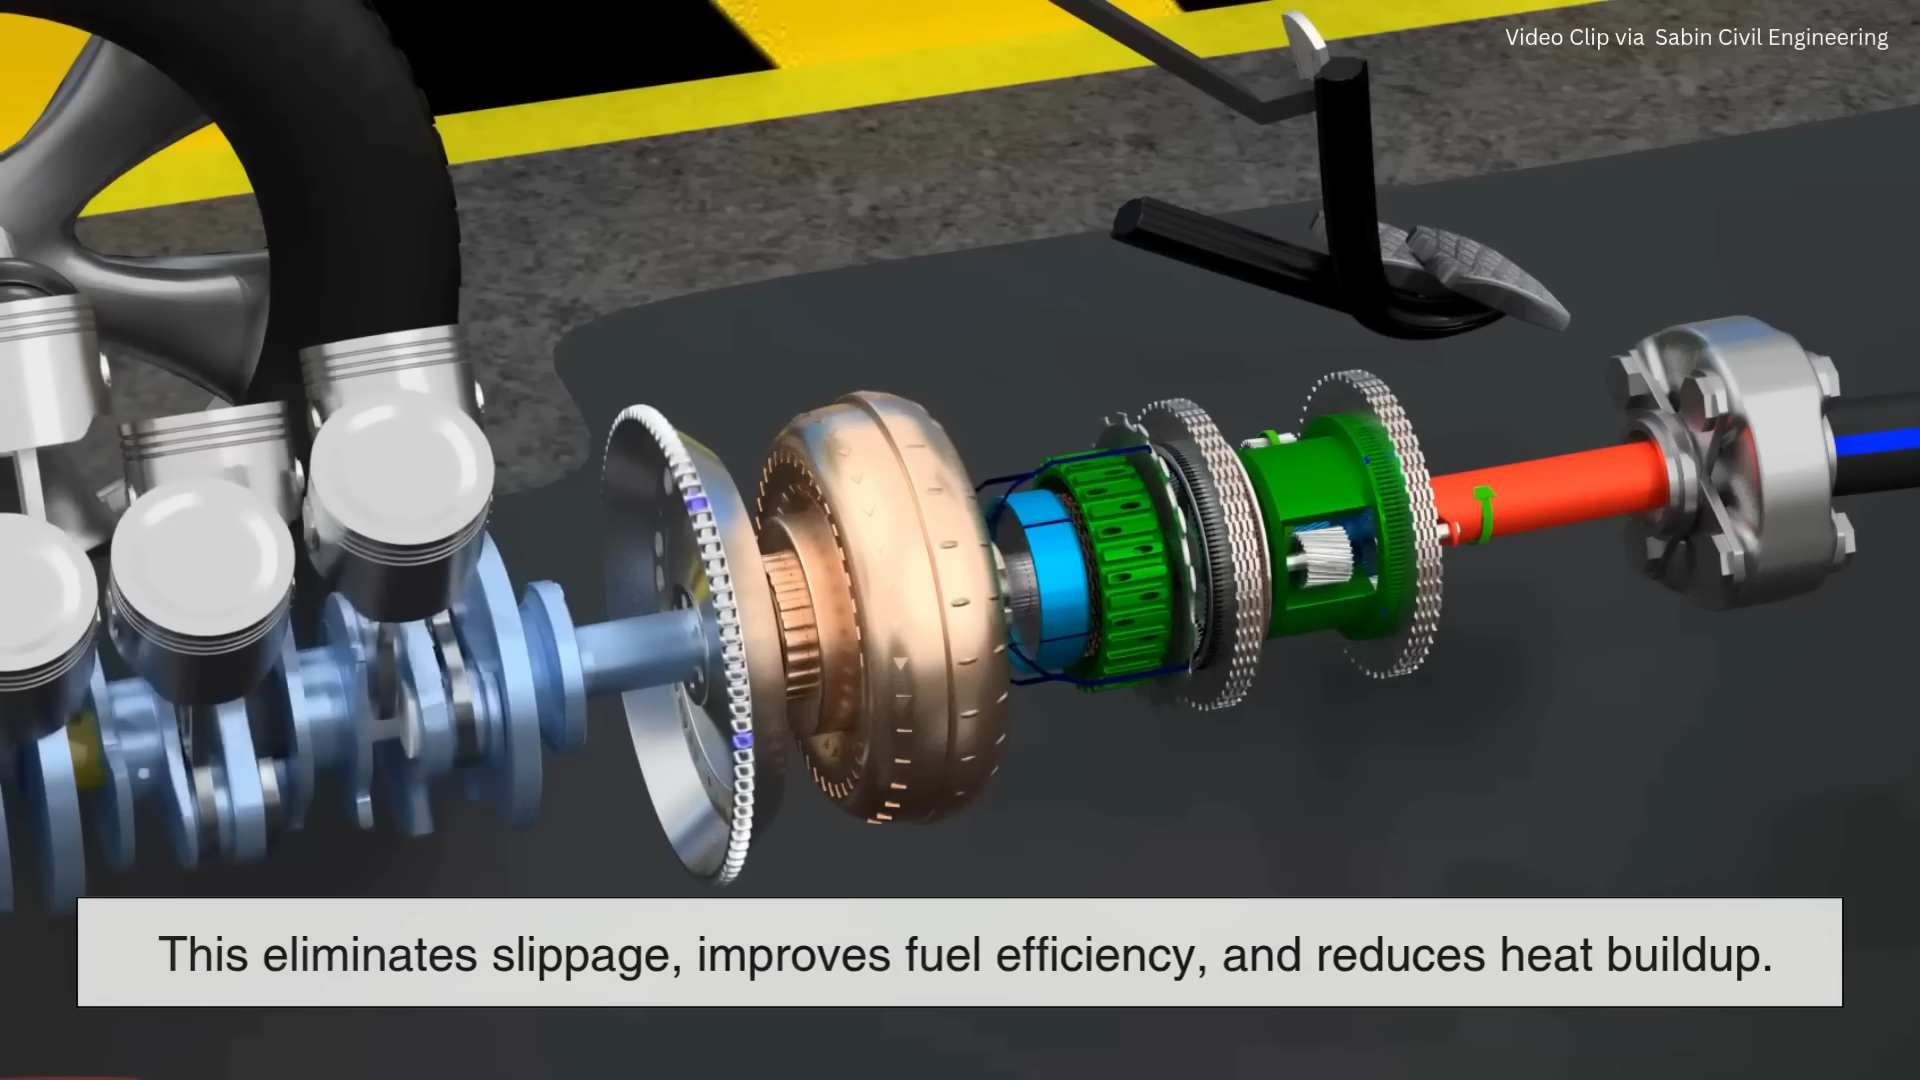 Video Clip via Sabin Civil Engineering
This eliminates slippage, improves fuel efficiency, and reduces heat buildup.